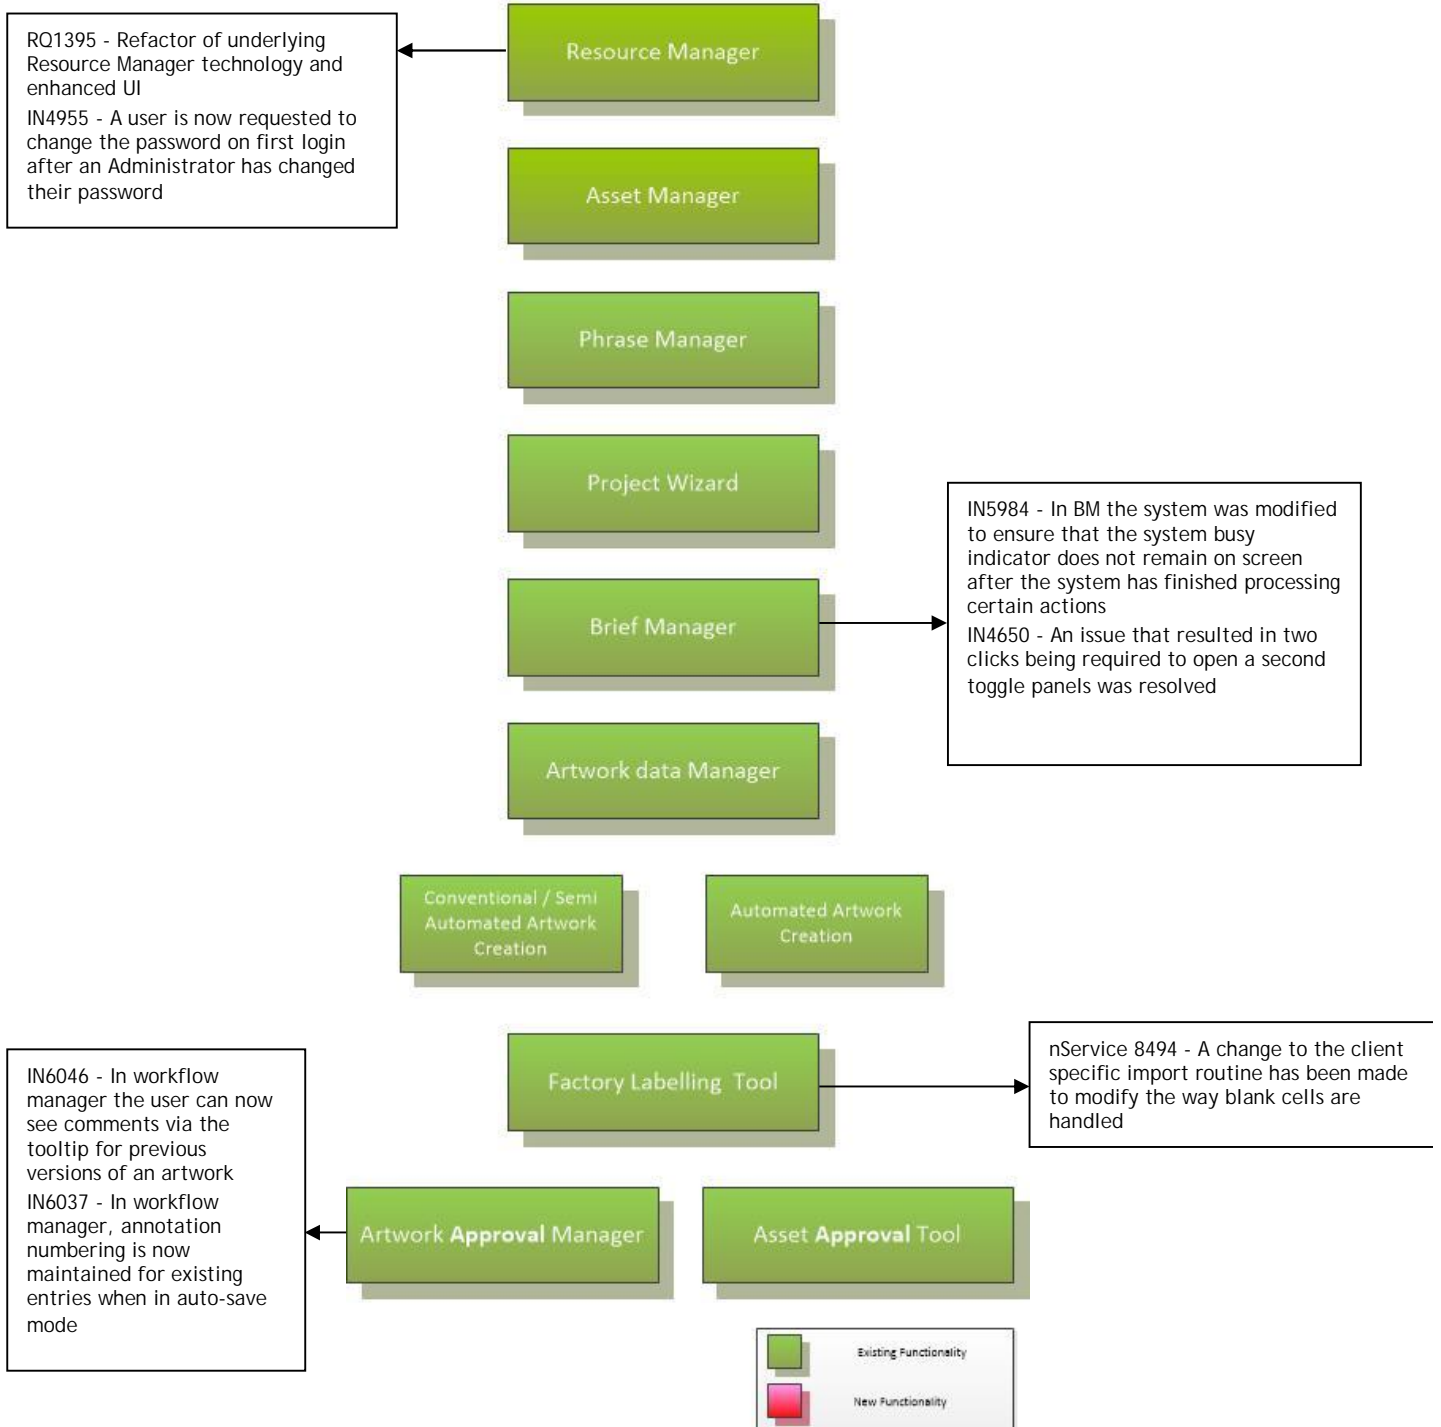 RQ1395 - Refactor of underlying
Resource Manager technology and
enhanced UI
IN4955 - A user is now requested to
change the password on first login
after an Administrator has changed
their password
Resource Manager
Asset Manager
Phrase Manager
Project Wizard
Brief Manager
IN5984 - In BM the system was modified
to ensure that the system busy
indicator does not remain on screen
after the system has finished processing
certain actions
IN4650 - An issue that resulted in two
clicks being required to open a second
toggle panels was resolved
Artwork data Manager
Conventional / Semi
Automated Artwork
Creation
Automated Artwork
Creation
Factory Labelling Tool
nService 8494 - A change to the client
specific import routine has been made
to modify the way blank cells are
handled
IN6046 - In workflow
manager the user can now
see comments via the
tooltip for previous
versions of an artwork
IN6037 - In workflow
manager, annotation
numbering is now
maintained for existing
entries when in auto-save
mode
Artwork Approval Manager
Asset Approval Tool
Existing Functionality
New Functionality